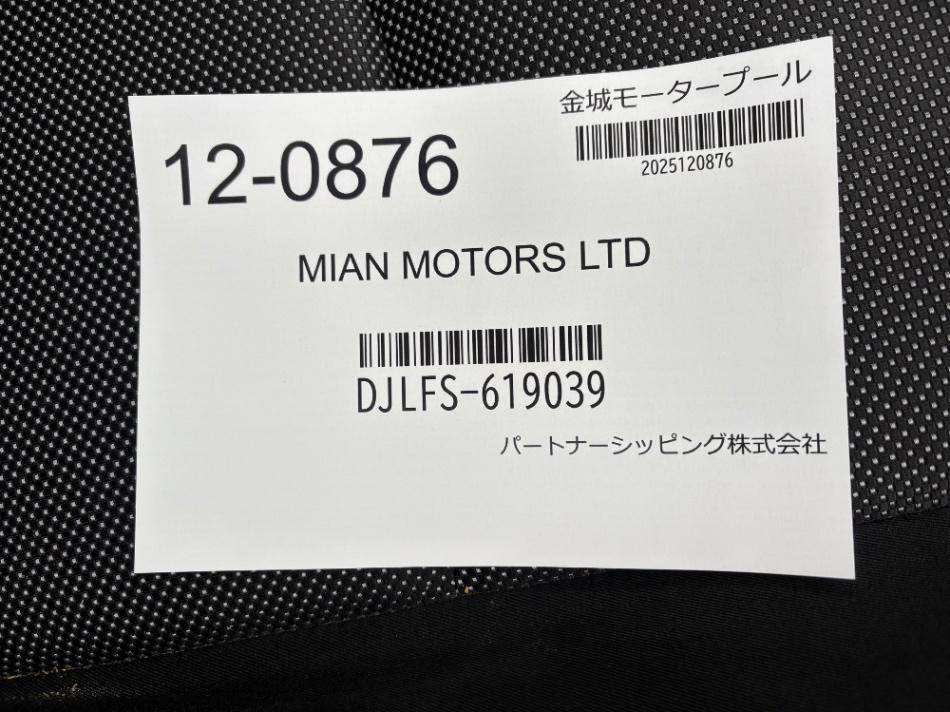 金城モータープール
2025120876
12-0876
MIAN MOTORS LTD
DJLFS-619039
パートナーシッピング株式会社